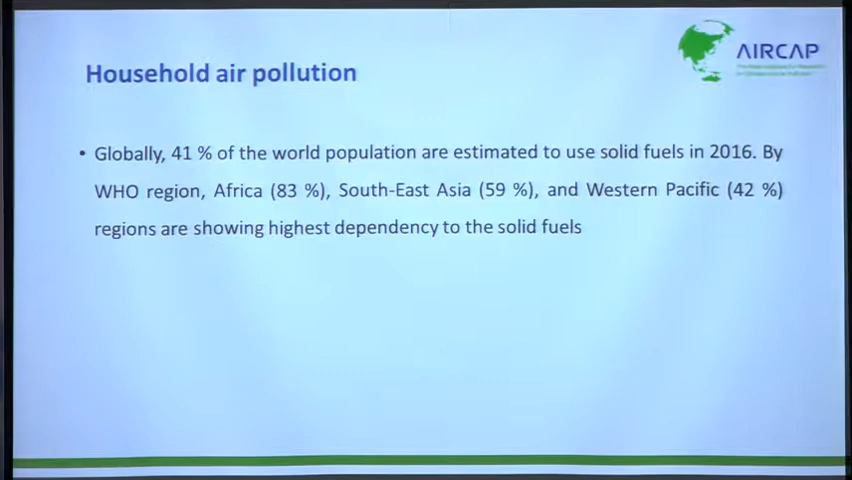 AIRCAP
Household air pollution
• Globally, 41 % of the world population are estimated to use solid fuels in 2016. By
WHO region, Africa (83 %), South-East Asia (59 %), and Western Pacific (42 %)
regions are showing highest dependency to the solid fuels